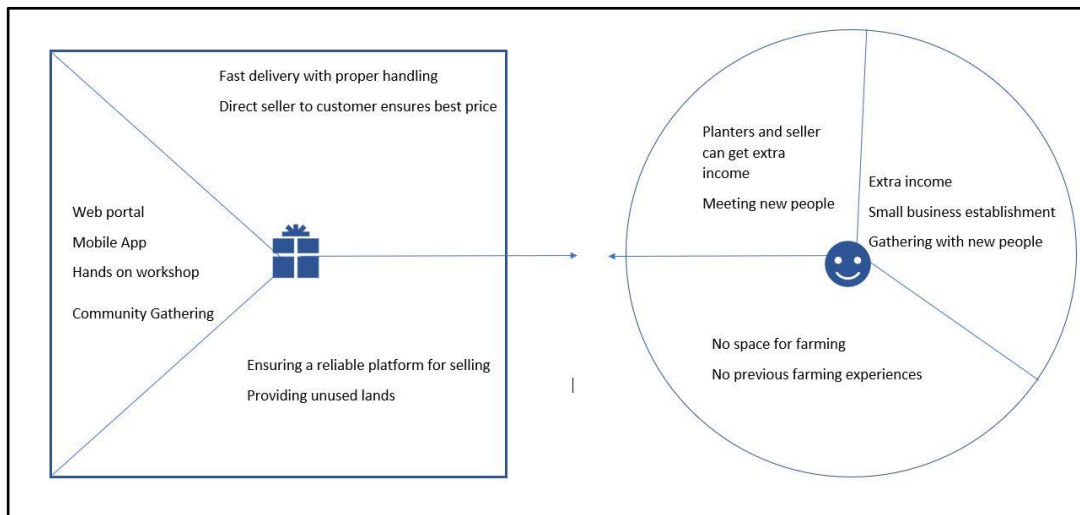 Fast delivery with proper handling
Direct seller to customer ensures best price
Web portal
Mobile App
Hands on workshop
Community Gathering
Ensuring a reliable platform for selling
Providing unused lands
Planters and seller
can get extra
income
Meeting new people
Extra income
Small business establishment
Gathering with new people
No space for farming
No previous farming experiences